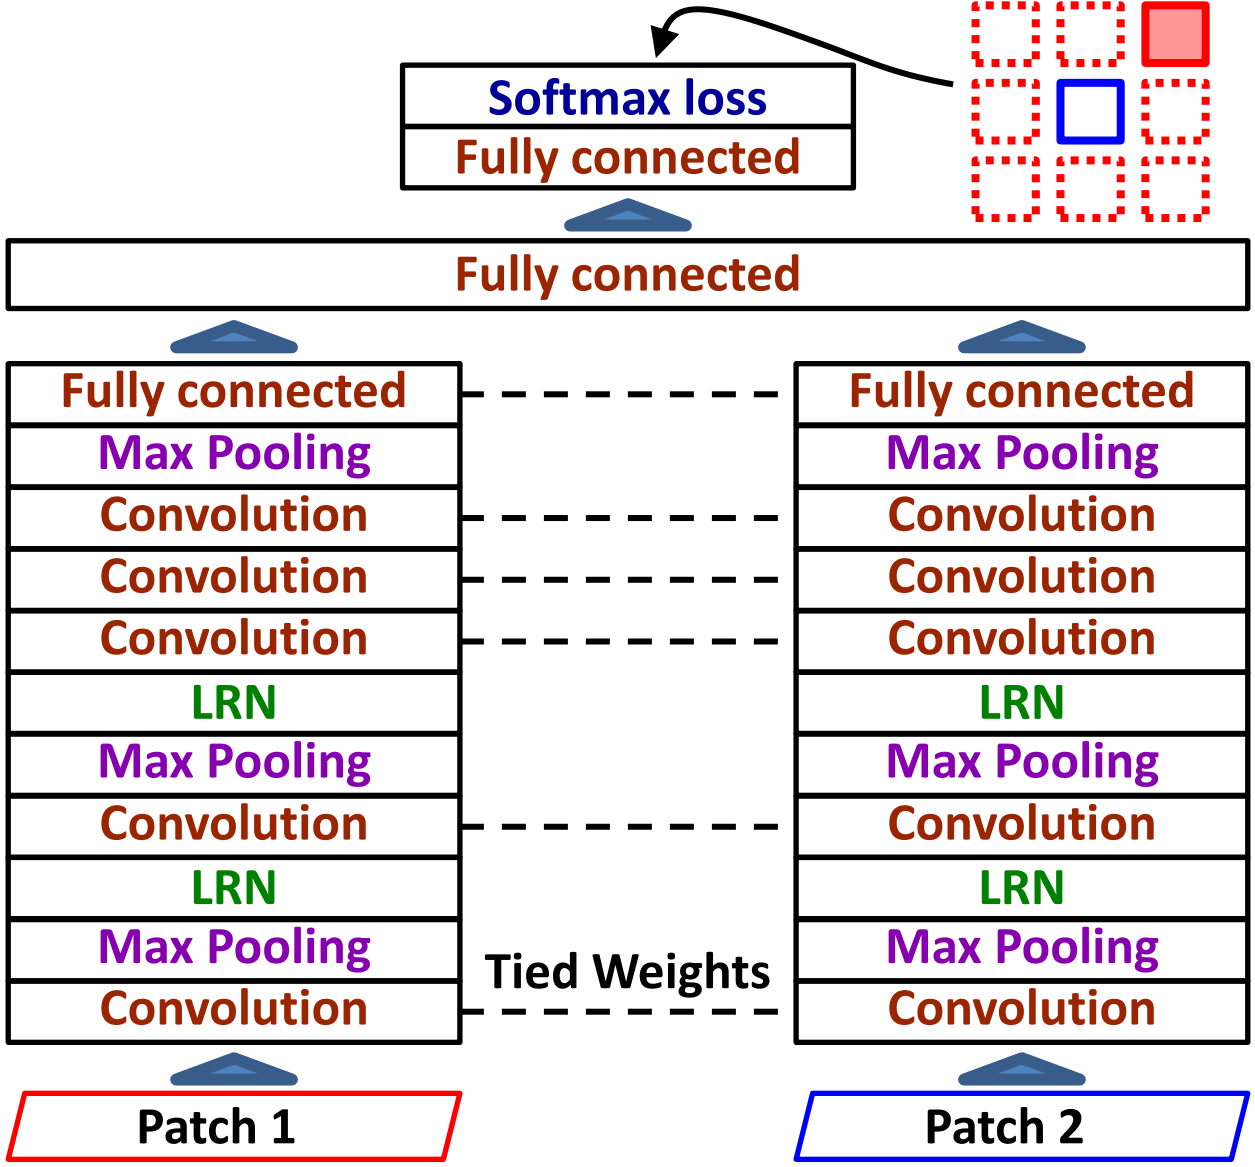 Softmax loss
Fully connected
Fully connected
Fully connected
Max Pooling
Convolution
Convolution
Convolution
LRN
Max Pooling
Convolution
LRN
Max Pooling
Convolution
Patch 1
Tied Weights
Fully connected
Max Pooling
Convolution
Convolution
Convolution
LRN
Max Pooling
Convolution
LRN
Max Pooling
Convolution
Patch 2